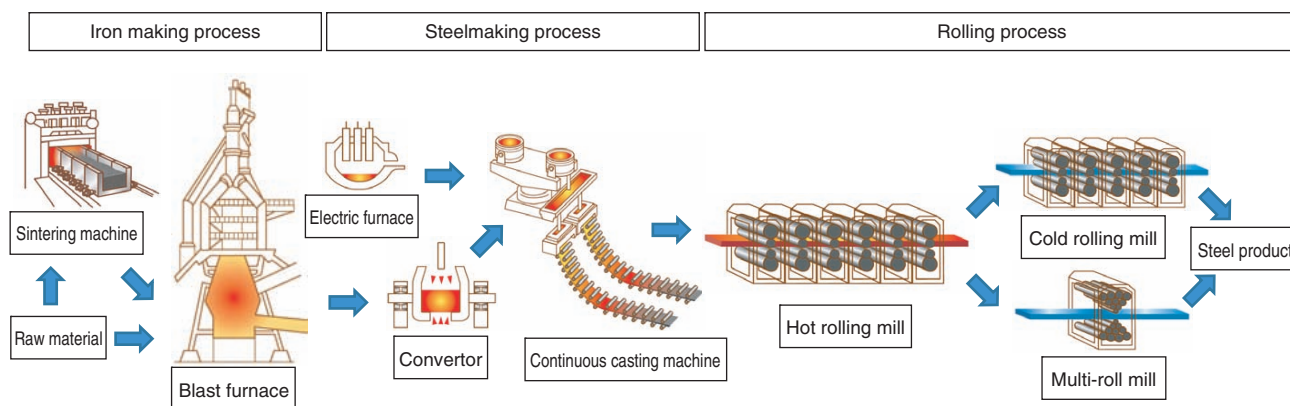 Iron making process
Steelmaking process
Rolling process
Sintering machine
Raw material
Blast furnace
Electric furnace
Convertor
Continuous casting machine
Hot rolling mill
Cold rolling mill
Multi-roll mill
Steel product